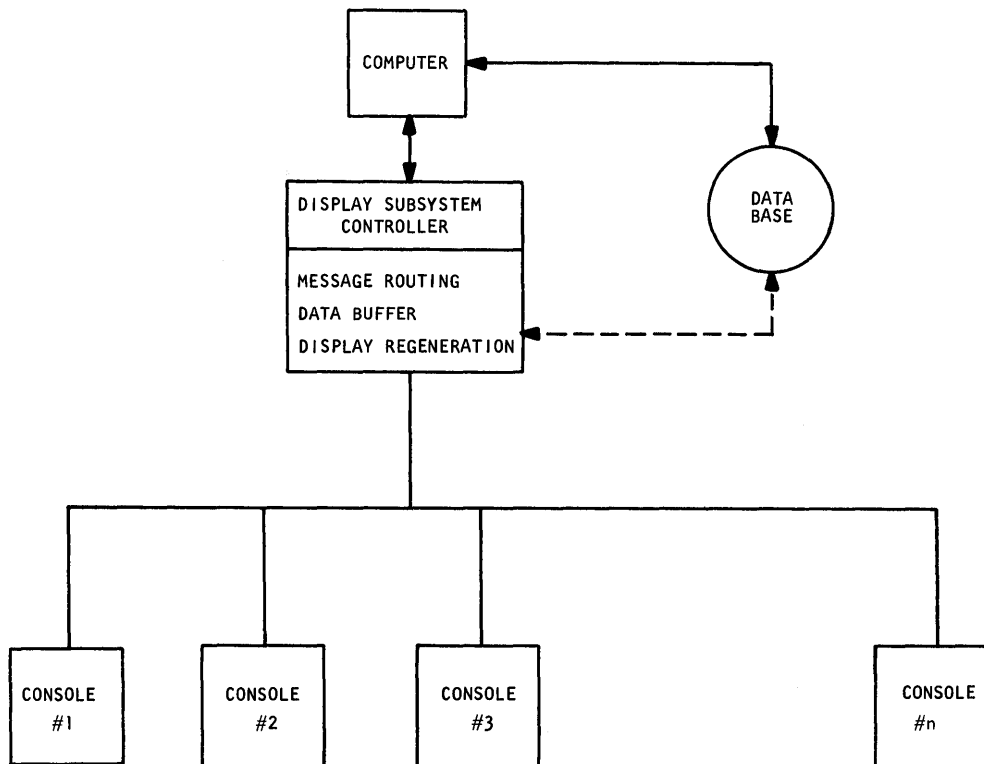 COMPUTER
DATA
BASE
DISPLAY SUBSYSTEM
CONTROLLER
MESSAGE ROUTING
DATA BUFFER
DISPLAY REGENERATION
CONSOLE
#1
CONSOLE
#2
CONSOLE
#3
CONSOLE
#n